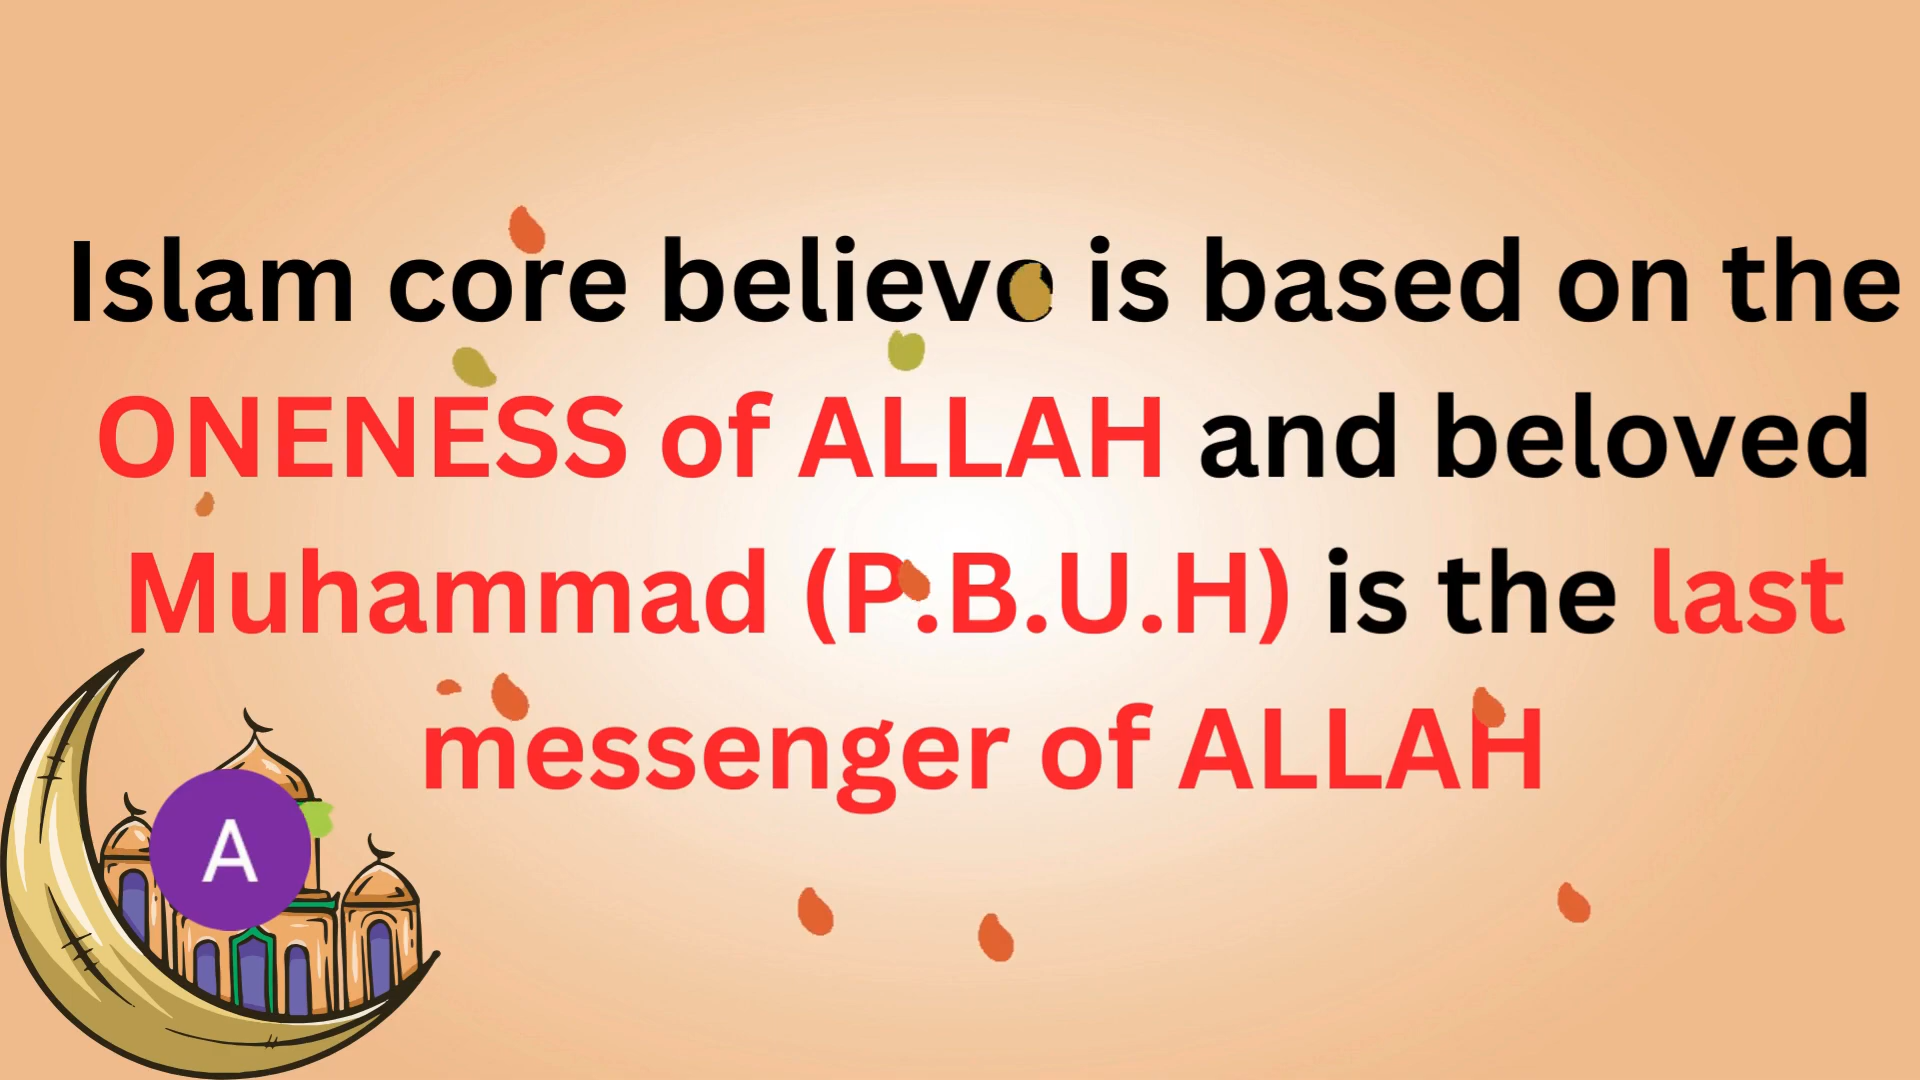 Islam core believe is based on the
ONENESS of ALLAH and beloved
Muhammad (P.B.U.H) is the last
messenger of ALLAH
A